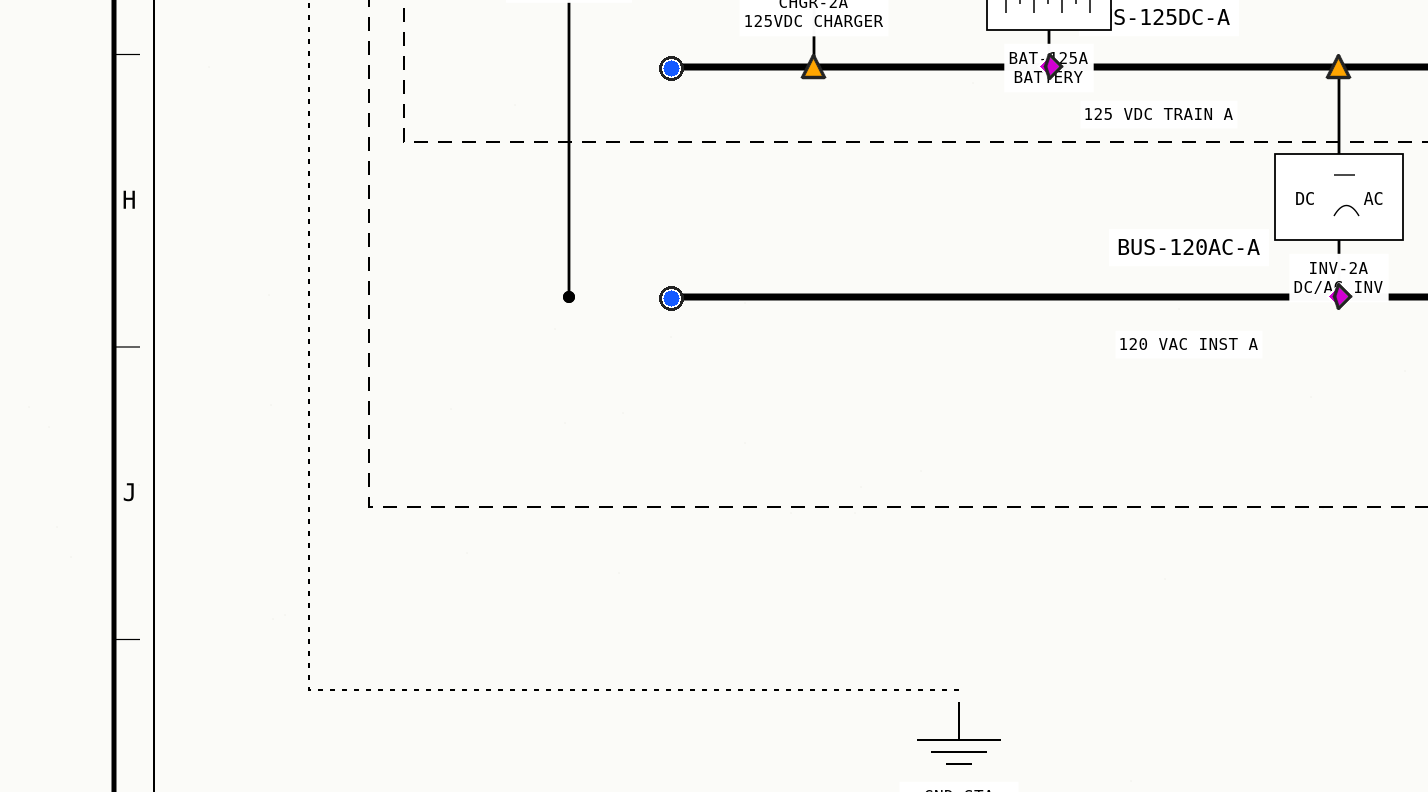 CHGR-2A
125VDC CHARGER
S-125DC-A
BAT-125A
BATTERY
125 VDC TRAIN A
H
DC AC
BUS-120AC-A
INV-2A
DC/AC INV
120 VAC INST A
J